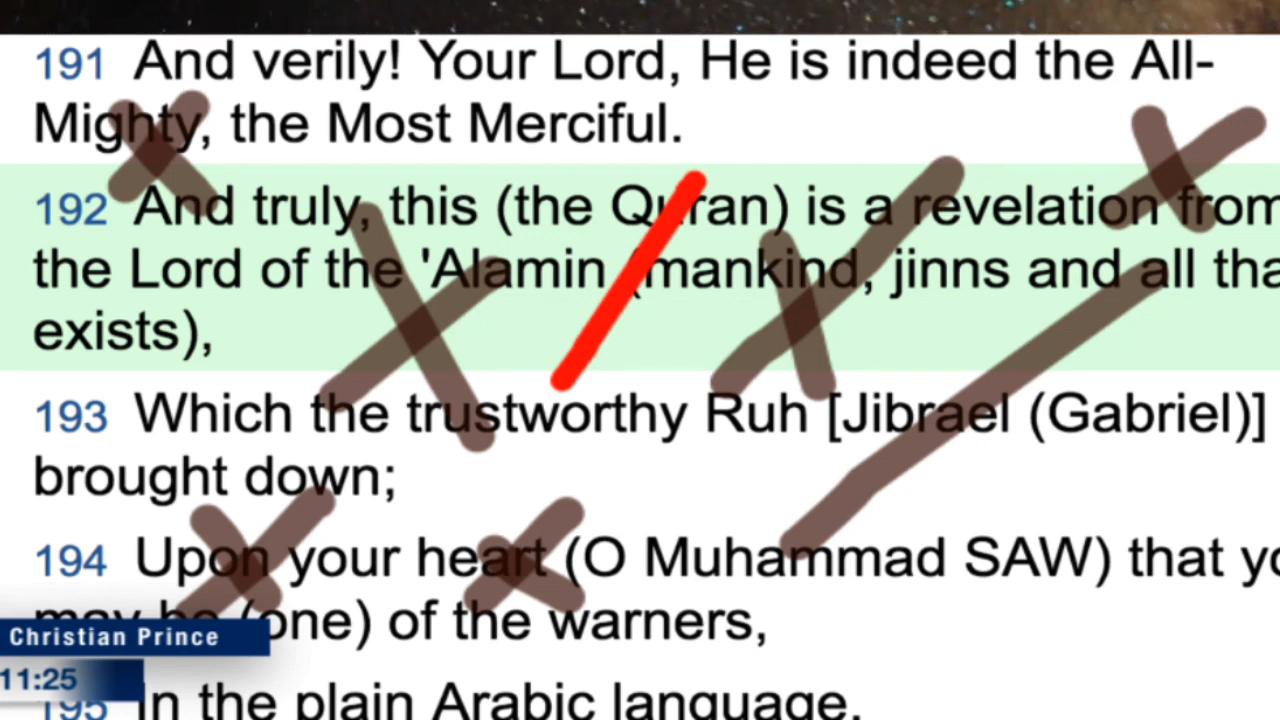 191 And verily! Your Lord, He is indeed the All-
Mighty, the Most Merciful.
192 And truly, this (the Quran) is a revelation from
the Lord of the 'Alamin (mankind, jinns and all tha
exists),
193 Which the trustworthy Ruh [Jibrael (Gabriel)]
brought down;
194 Upon your heart (O Muhammad SAW) that yo
may be (one) of the warners,
Christian Prince
11:25
195 In the plain Arabic language.